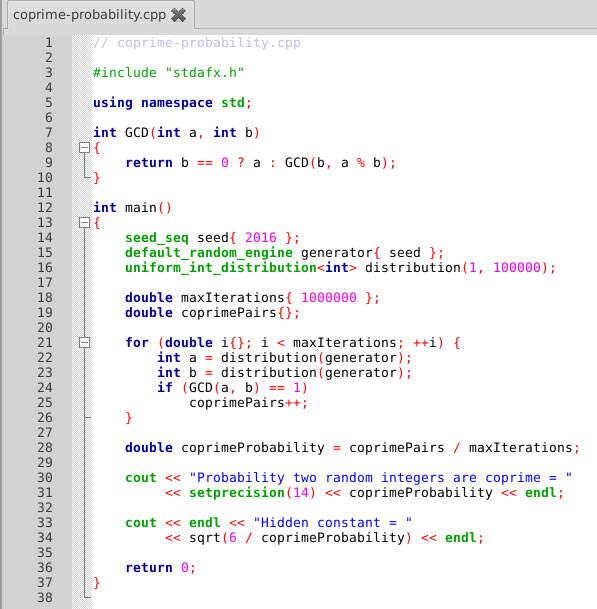 coprime-probability.cpp
1 // coprime-probability.cpp
2
3 #include "stdafx.h"
4
5 using namespace std;
6
7 int GCD(int a, int b)
8 {
9     return b == 0 ? a : GCD(b, a % b);
10 }
11
12 int main()
13 {
14     seed_seq seed{ 2016 };
15     default_random_engine generator{ seed };
16     uniform_int_distribution<int> distribution(1, 100000);
17
18     double maxIterations{ 1000000 };
19     double coprimePairs{};
20
21     for (double i{}; i < maxIterations; ++i) {
22         int a = distribution(generator);
23         int b = distribution(generator);
24         if (GCD(a, b) == 1)
25             coprimePairs++;
26     }
27
28     double coprimeProbability = coprimePairs / maxIterations;
29
30     cout << "Probability two random integers are coprime = "
31          << setprecision(14) << coprimeProbability << endl;
32
33     cout << endl << "Hidden constant = "
34          << sqrt(6 / coprimeProbability) << endl;
35
36     return 0;
37 }
38